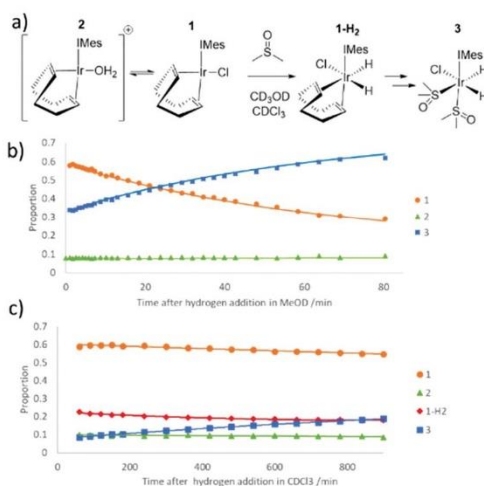 a)
2 1 1-H₂ 3
IMes IMes IMes IMes
⊕
Ir-OH₂ Ir-Cl S O Cl Ir H H Cl Ir H H
CD₃OD
CDCl₃
S O S O
b)
0.7
0.6
0.5
0.4
0.3
0.2
0.1
0
Proportion
0 20 40 60 80
Time after hydrogen addition in MeOD /min
1
2
3
c)
0.7
0.6
0.5
0.4
0.3
0.2
0.1
0
Proportion
0 200 400 600 800
Time after hydrogen addition in CDCl3 /min
1
2
1-H2
3